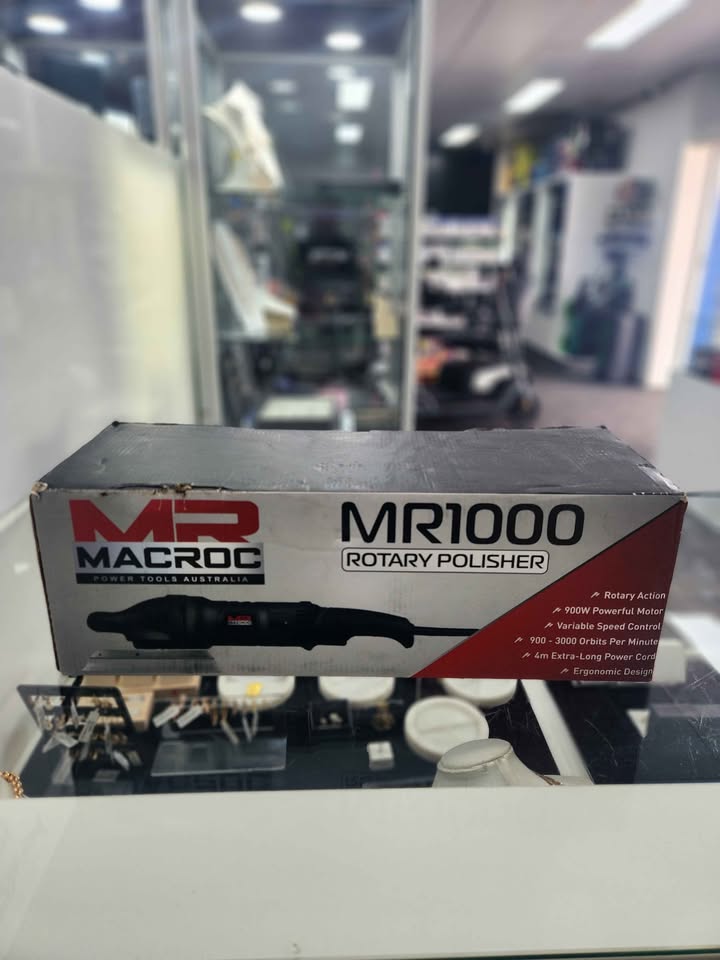 MR
MACROC
POWER TOOLS AUSTRALIA
MR1000
ROTARY POLISHER
Rotary Action
900W Powerful Motor
Variable Speed Control
900 - 3000 Orbits Per Minute
4m Extra-Long Power Cord
Ergonomic Design
MR